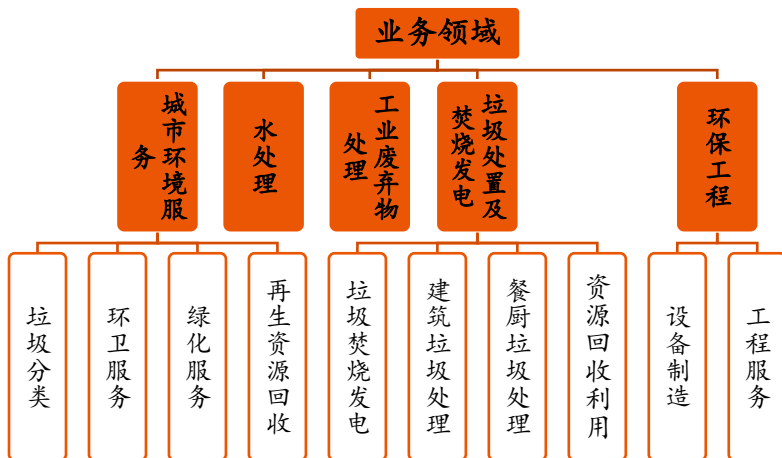 业务领域
城市环境服务
水处理
工业废弃物处理
垃圾处置及焚烧发电
环保工程
垃圾分类
环卫服务
绿化服务
再生资源回收
垃圾焚烧发电
建筑垃圾处理
餐厨垃圾处理
资源回收利用
设备制造
工程服务